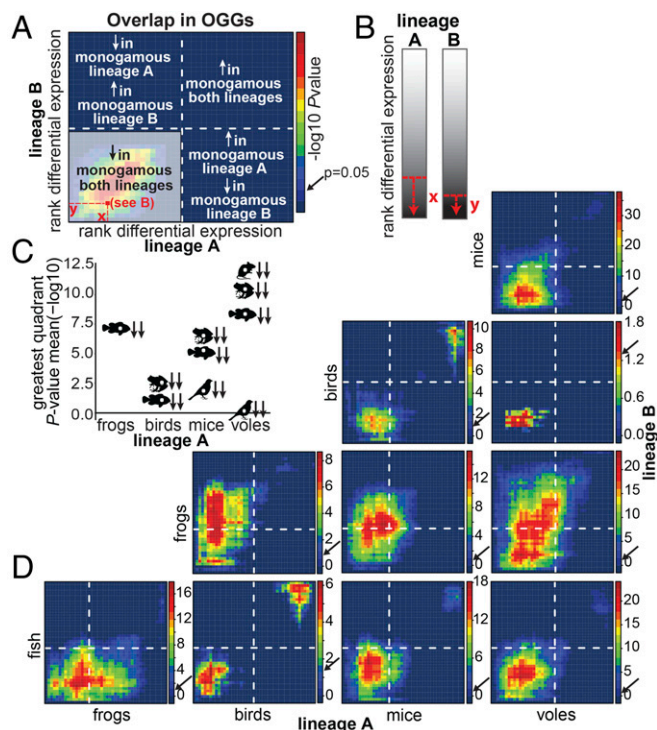 A
Overlap in OGGs
lineage B
rank differential expression
↓in
monogamous
lineage A
↑in
monogamous
lineage B
↑in
monogamous
both lineages
↓in
monogamous
both lineages
y
x
(see B)
↑in
monogamous
lineage A
↓in
monogamous
lineage B
-log10 Pvalue
p=0.05
rank differential expression
lineage A
B
lineage
A B
rank differential expression
x
y
C
greatest quadrant
P-value mean(−log10)
12.5
10.0
7.5
5.0
2.5
0.0
↓↓
↓↓
↓↓
↓↓
↓↓
↓↓
↓↓
↓↓
↓↓
↓↓
frogs birds mice voles
lineage A
mice
30
20
10
0
birds
10
8
6
4
2
0
1.8
1.2
0.6
0.0
lineage B
frogs
8
6
4
2
0
12
8
4
0
20
15
10
5
0
D
fish
16
12
8
4
0
6
4
2
0
18
12
6
0
20
15
10
5
0
frogs birds mice voles
lineage A